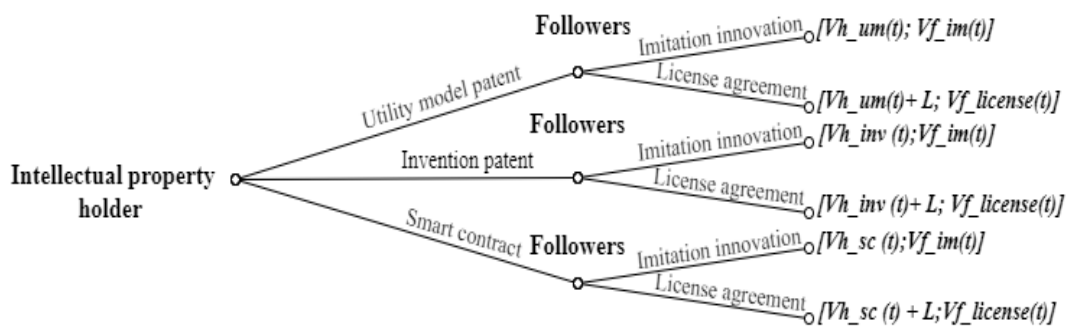 Followers
Imitation innovation
[Vh_um(t); Vf_im(t)]
Utility model patent
License agreement
[Vh_um(t)+ L; Vf_license(t)]
Followers
Imitation innovation
[Vh_inv (t);Vf_im(t)]
Invention patent
Intellectual property
holder
License agreement
[Vh_inv (t)+ L; Vf_license(t)]
Smart contract
Followers
Imitation innovation
[Vh_sc (t);Vf_im(t)]
License agreement
[Vh_sc (t) + L;Vf_license(t)]